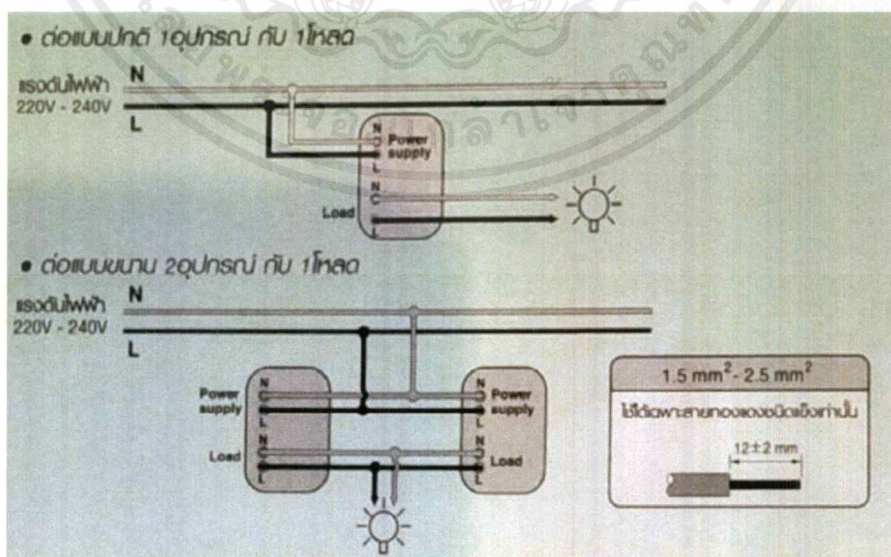 • ต่อแบบปกติ 1อุปกรณ์ กับ 1โหลด
แรงดันไฟฟ้า
220V - 240V
N
L
N
L
Power
supply
N
L
Load
• ต่อแบบขนาน 2อุปกรณ์ กับ 1โหลด
แรงดันไฟฟ้า
220V - 240V
N
L
Power
supply
N
L
Load
N
L
N
L
Power
supply
N
L
Load
1.5 mm² - 2.5 mm²
ใช้ได้เฉพาะสายทองแดงชนิดแข็งเท่านั้น
12±2 mm